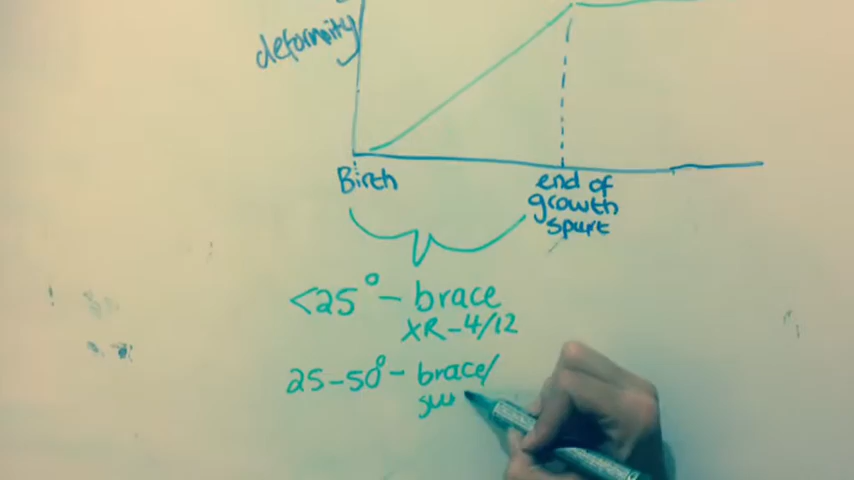 deformity
Birth
end of
growth
spurt
<25° - brace
XR - 4/12
25-50° - brace/